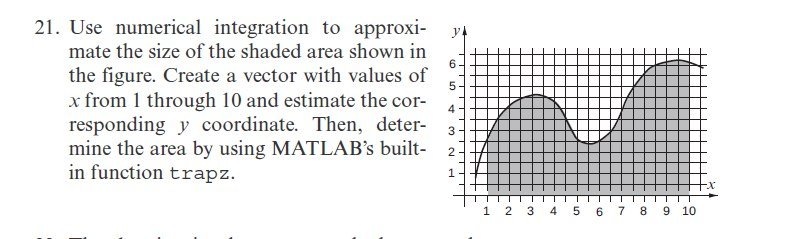 21. Use numerical integration to approxi-
mate the size of the shaded area shown in
the figure. Create a vector with values of
x from 1 through 10 and estimate the cor-
responding y coordinate. Then, deter-
mine the area by using MATLAB's built-
in function trapz.
y
6
5
4
3
2
1
x
1 2 3 4 5 6 7 8 9 10